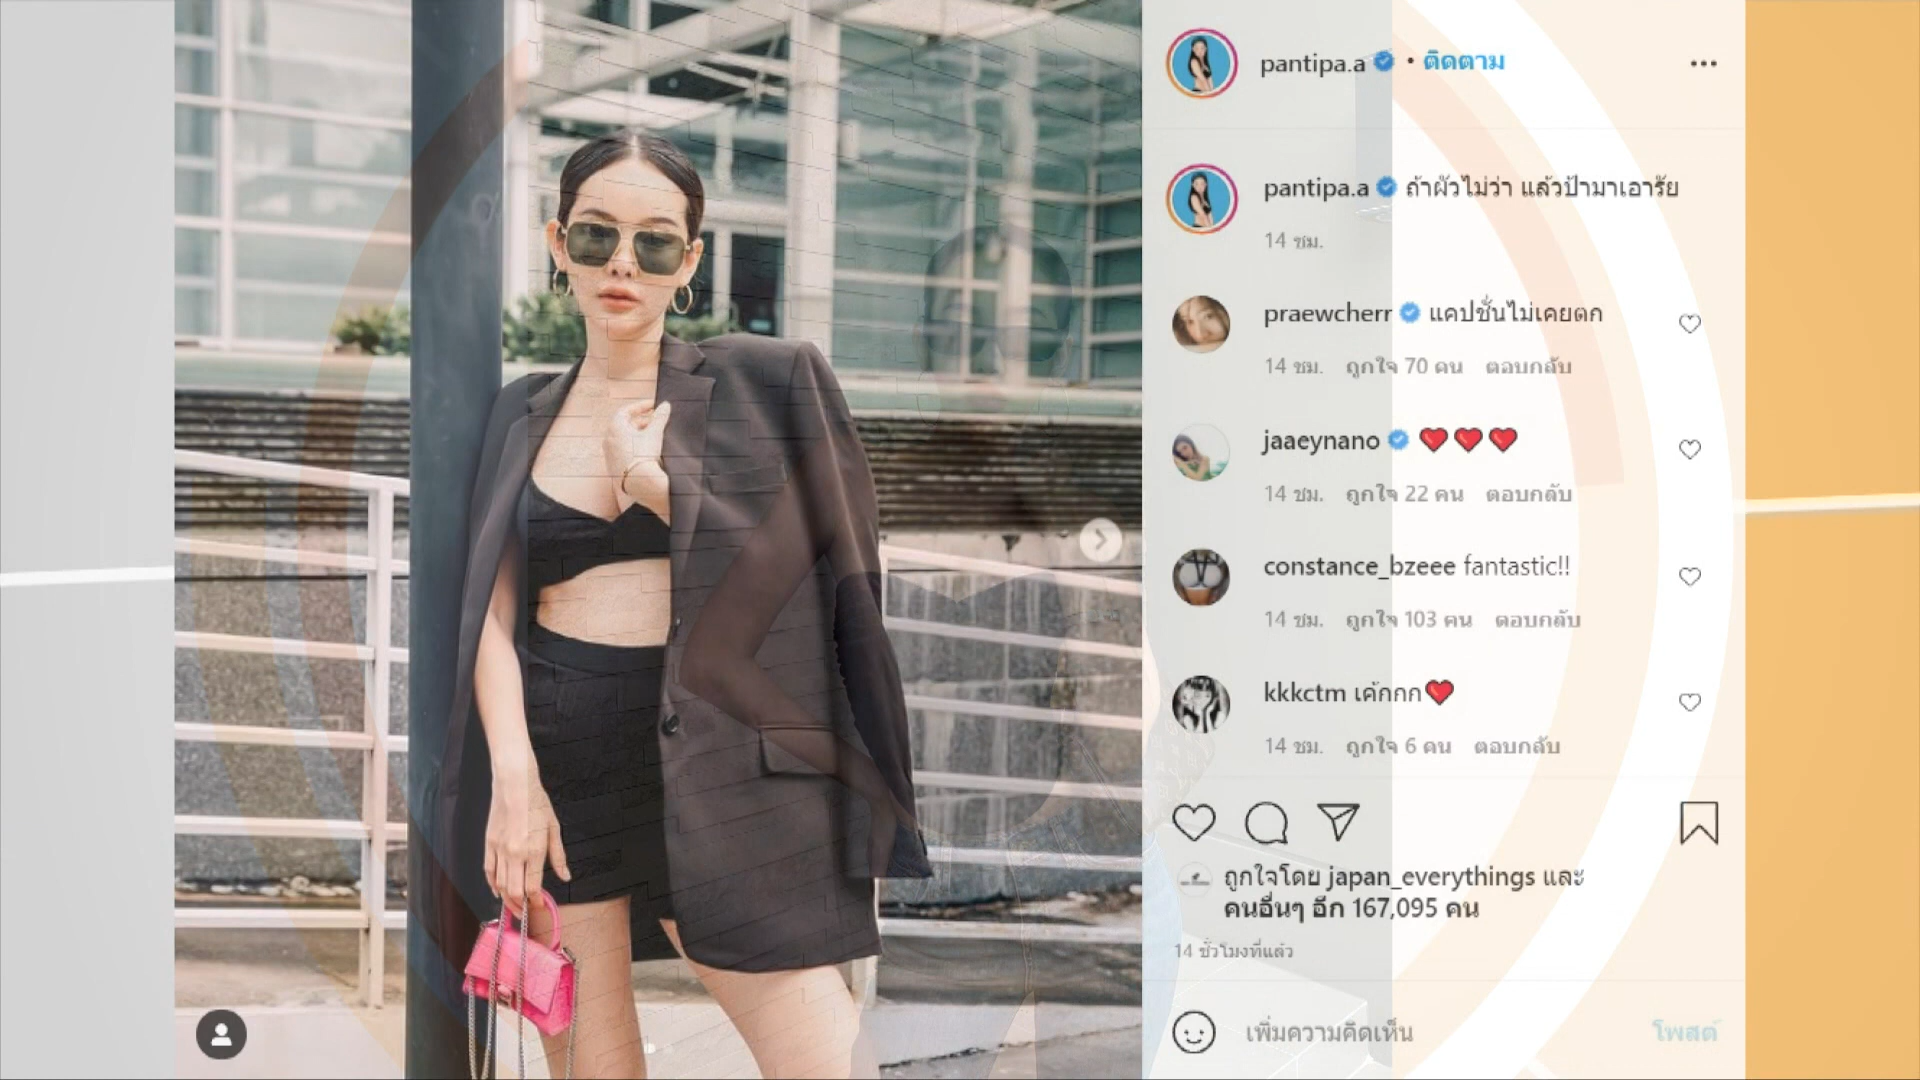 pantipa.a • ติดตาม
pantipa.a ถ้าผัวไม่ว่า แล้วป้ามาเอารัย
14 ชม.
praewcherr แคปชั่นไม่เคยตก
14 ชม. ถูกใจ 70 คน ตอบกลับ
jaaeynano ❤️❤️❤️
14 ชม. ถูกใจ 22 คน ตอบกลับ
constance_bzeee fantastic!!
14 ชม. ถูกใจ 103 คน ตอบกลับ
kkkctm เค้กกก❤️
14 ชม. ถูกใจ 6 คน ตอบกลับ
ถูกใจโดย japan_everythings และ
คนอื่นๆ อีก 167,095 คน
14 ชั่วโมงที่แล้ว
เพิ่มความคิดเห็น โพสต์